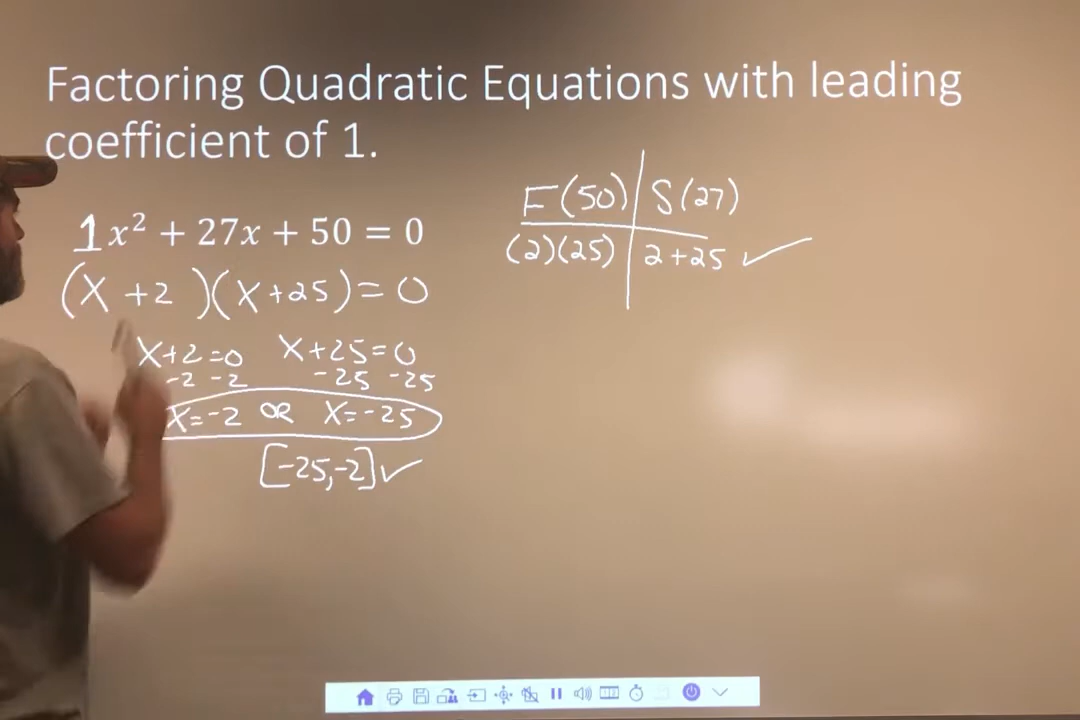 Factoring Quadratic Equations with leading
coefficient of 1.
1x² + 27x + 50 = 0
(x +2 )(x+25) = 0
x+2=0 x+25=0
-2 -2 -25 -25
x=-2 OR x=-25
[-25,-2]✓
F(50) S(27)
(2)(25) 2+25 ✓